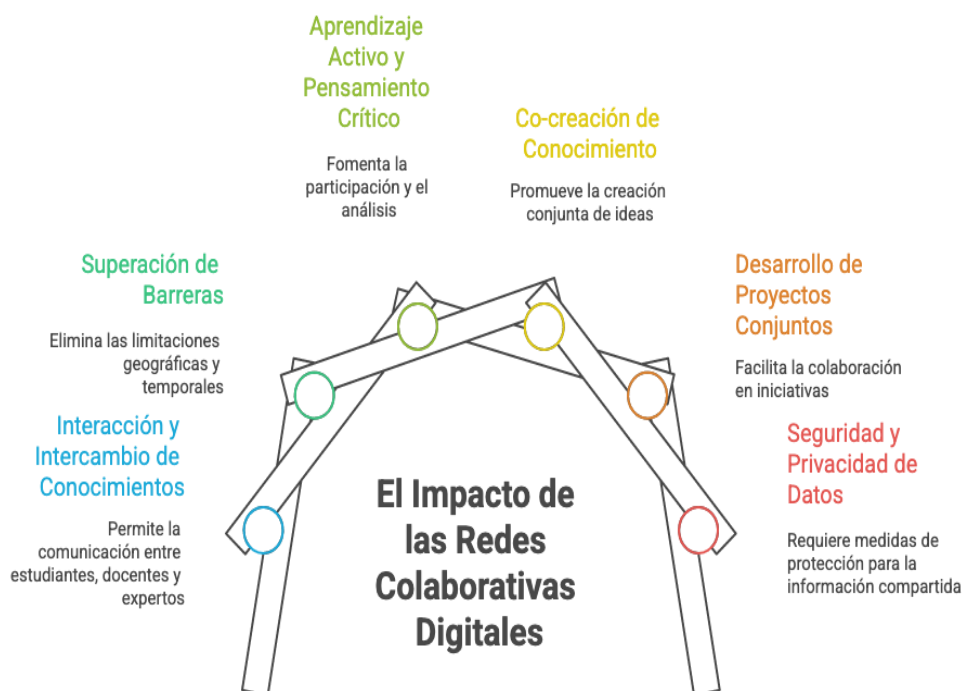 Aprendizaje
Activo y
Pensamiento
Crítico
Fomenta la
participación y el
análisis
Co-creación de
Conocimiento
Promueve la creación
conjunta de ideas
Superación de
Barreras
Elimina las limitaciones
geográficas y
temporales
Desarrollo de
Proyectos
Conjuntos
Facilita la colaboración
en iniciativas
Interacción y
Intercambio de
Conocimientos
Permite la
comunicación entre
estudiantes, docentes y
expertos
Seguridad y
Privacidad de
Datos
Requiere medidas de
protección para la
información compartida
El Impacto de
las Redes
Colaborativas
Digitales